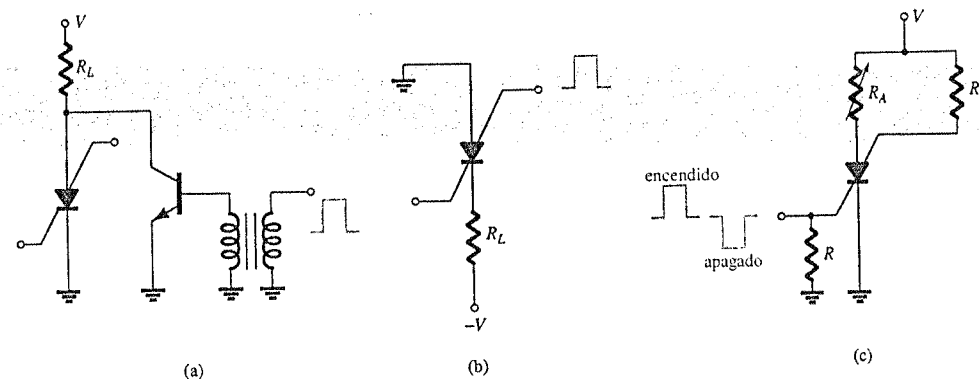 V
R_L
(a)
R_L
–V
(b)
V
R_A
R
encendido
apagado
R
(c)